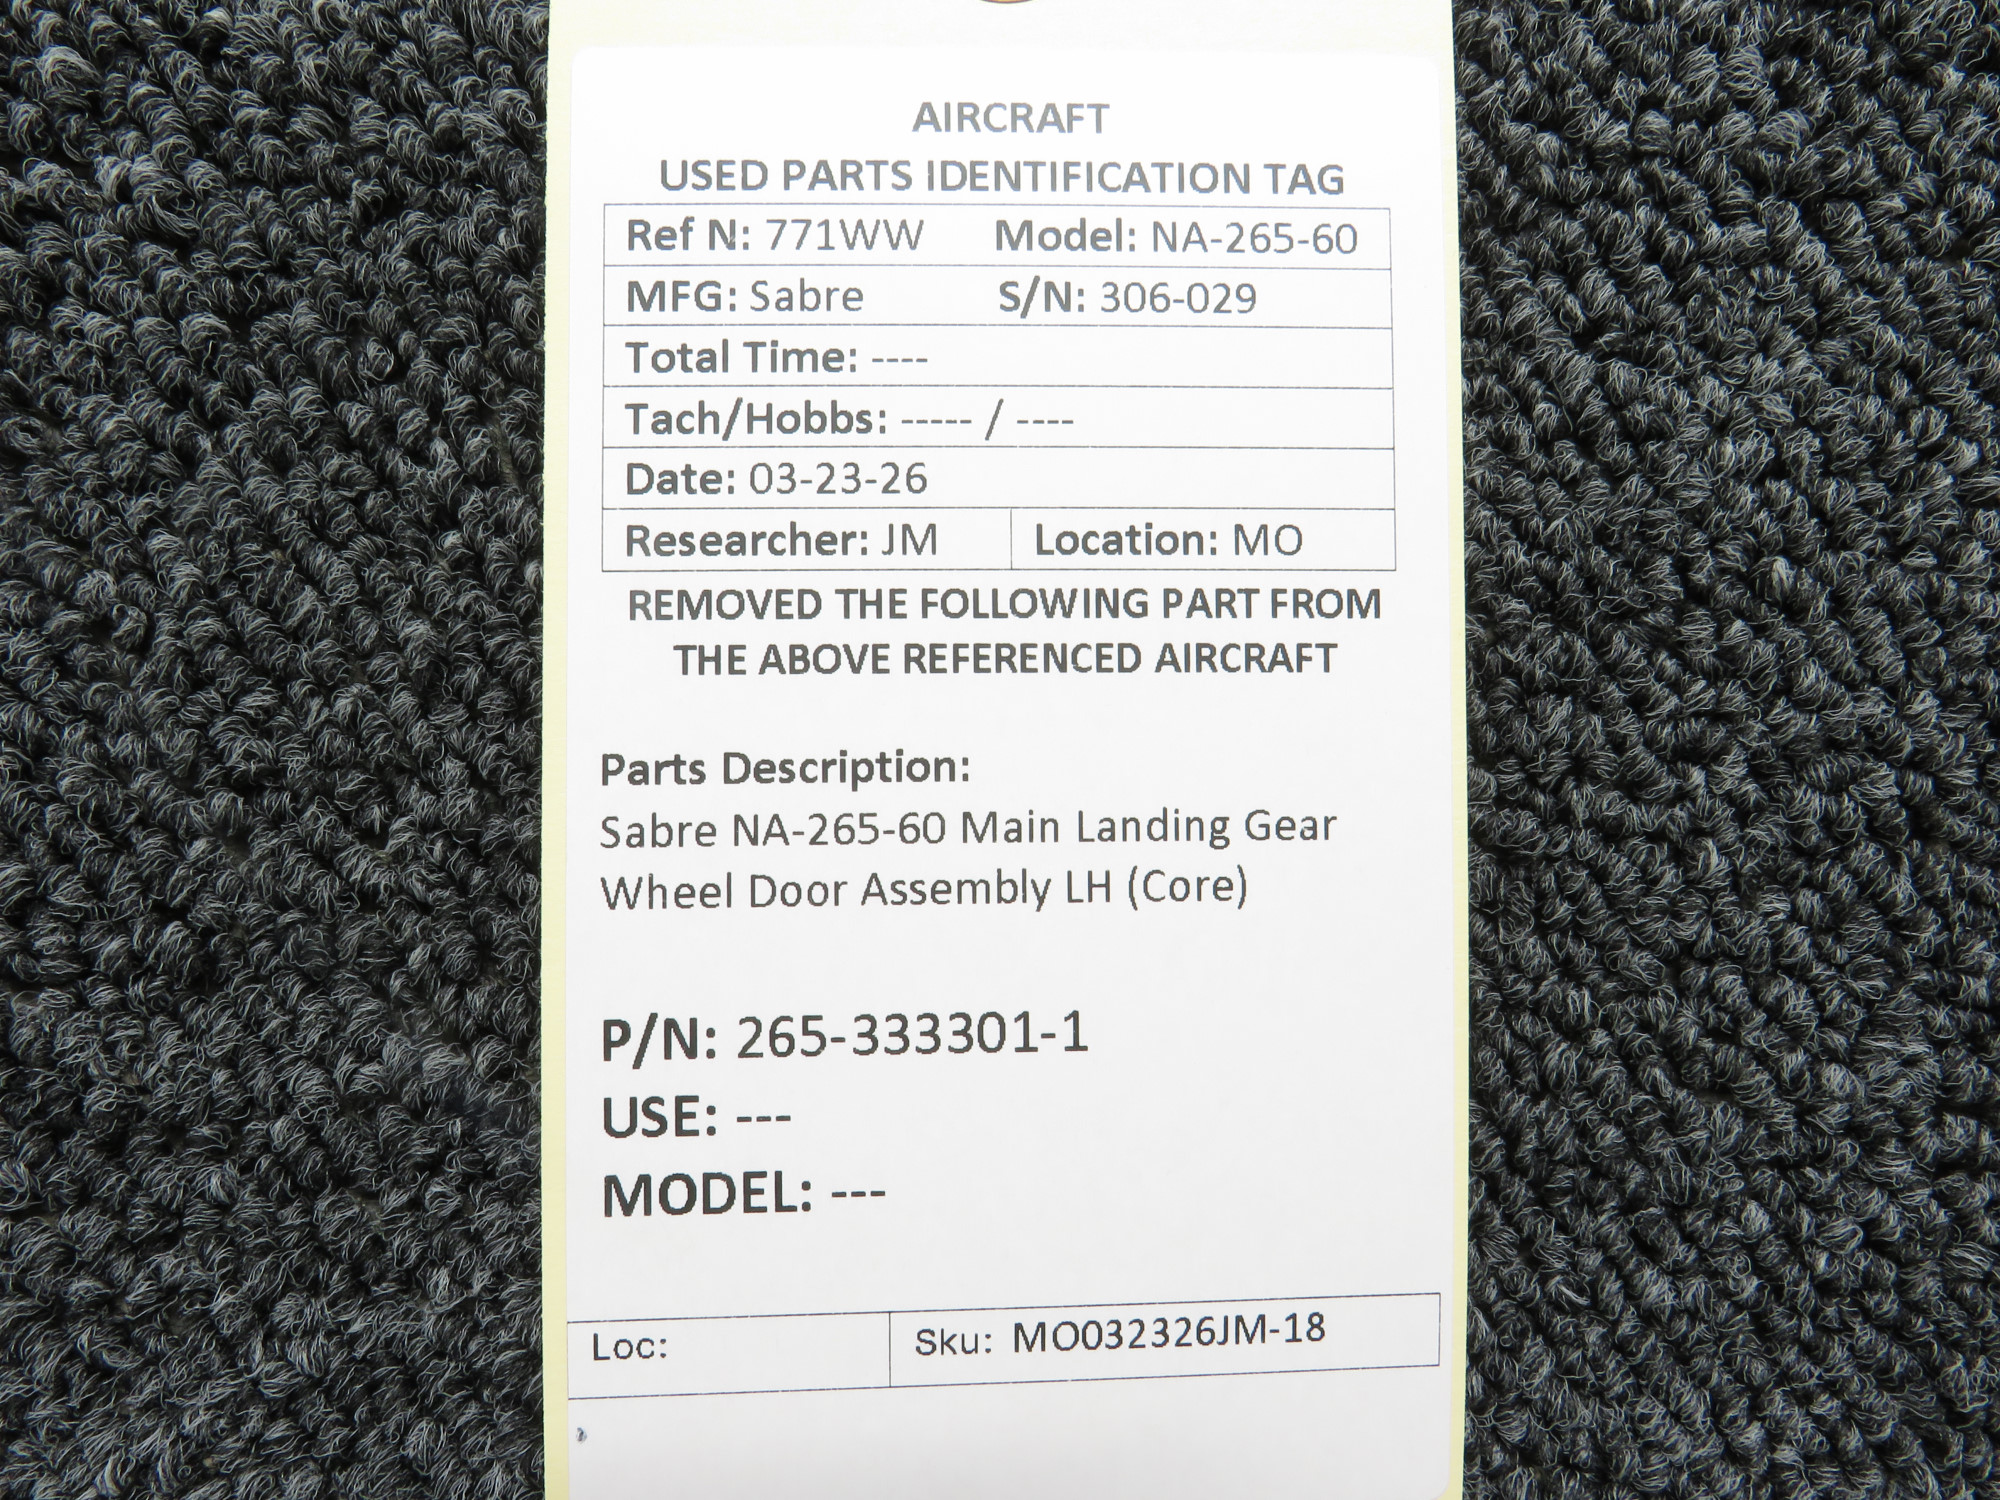 AIRCRAFT
USED PARTS IDENTIFICATION TAG
Ref N: 771WW Model: NA-265-60
MFG: Sabre S/N: 306-029
Total Time: ----
Tach/Hobbs: ----- / ----
Date: 03-23-26
Researcher: JM Location: MO
REMOVED THE FOLLOWING PART FROM
THE ABOVE REFERENCED AIRCRAFT
Parts Description:
Sabre NA-265-60 Main Landing Gear
Wheel Door Assembly LH (Core)
P/N: 265-333301-1
USE: ---
MODEL: ---
Loc: Sku: MO032326JM-18